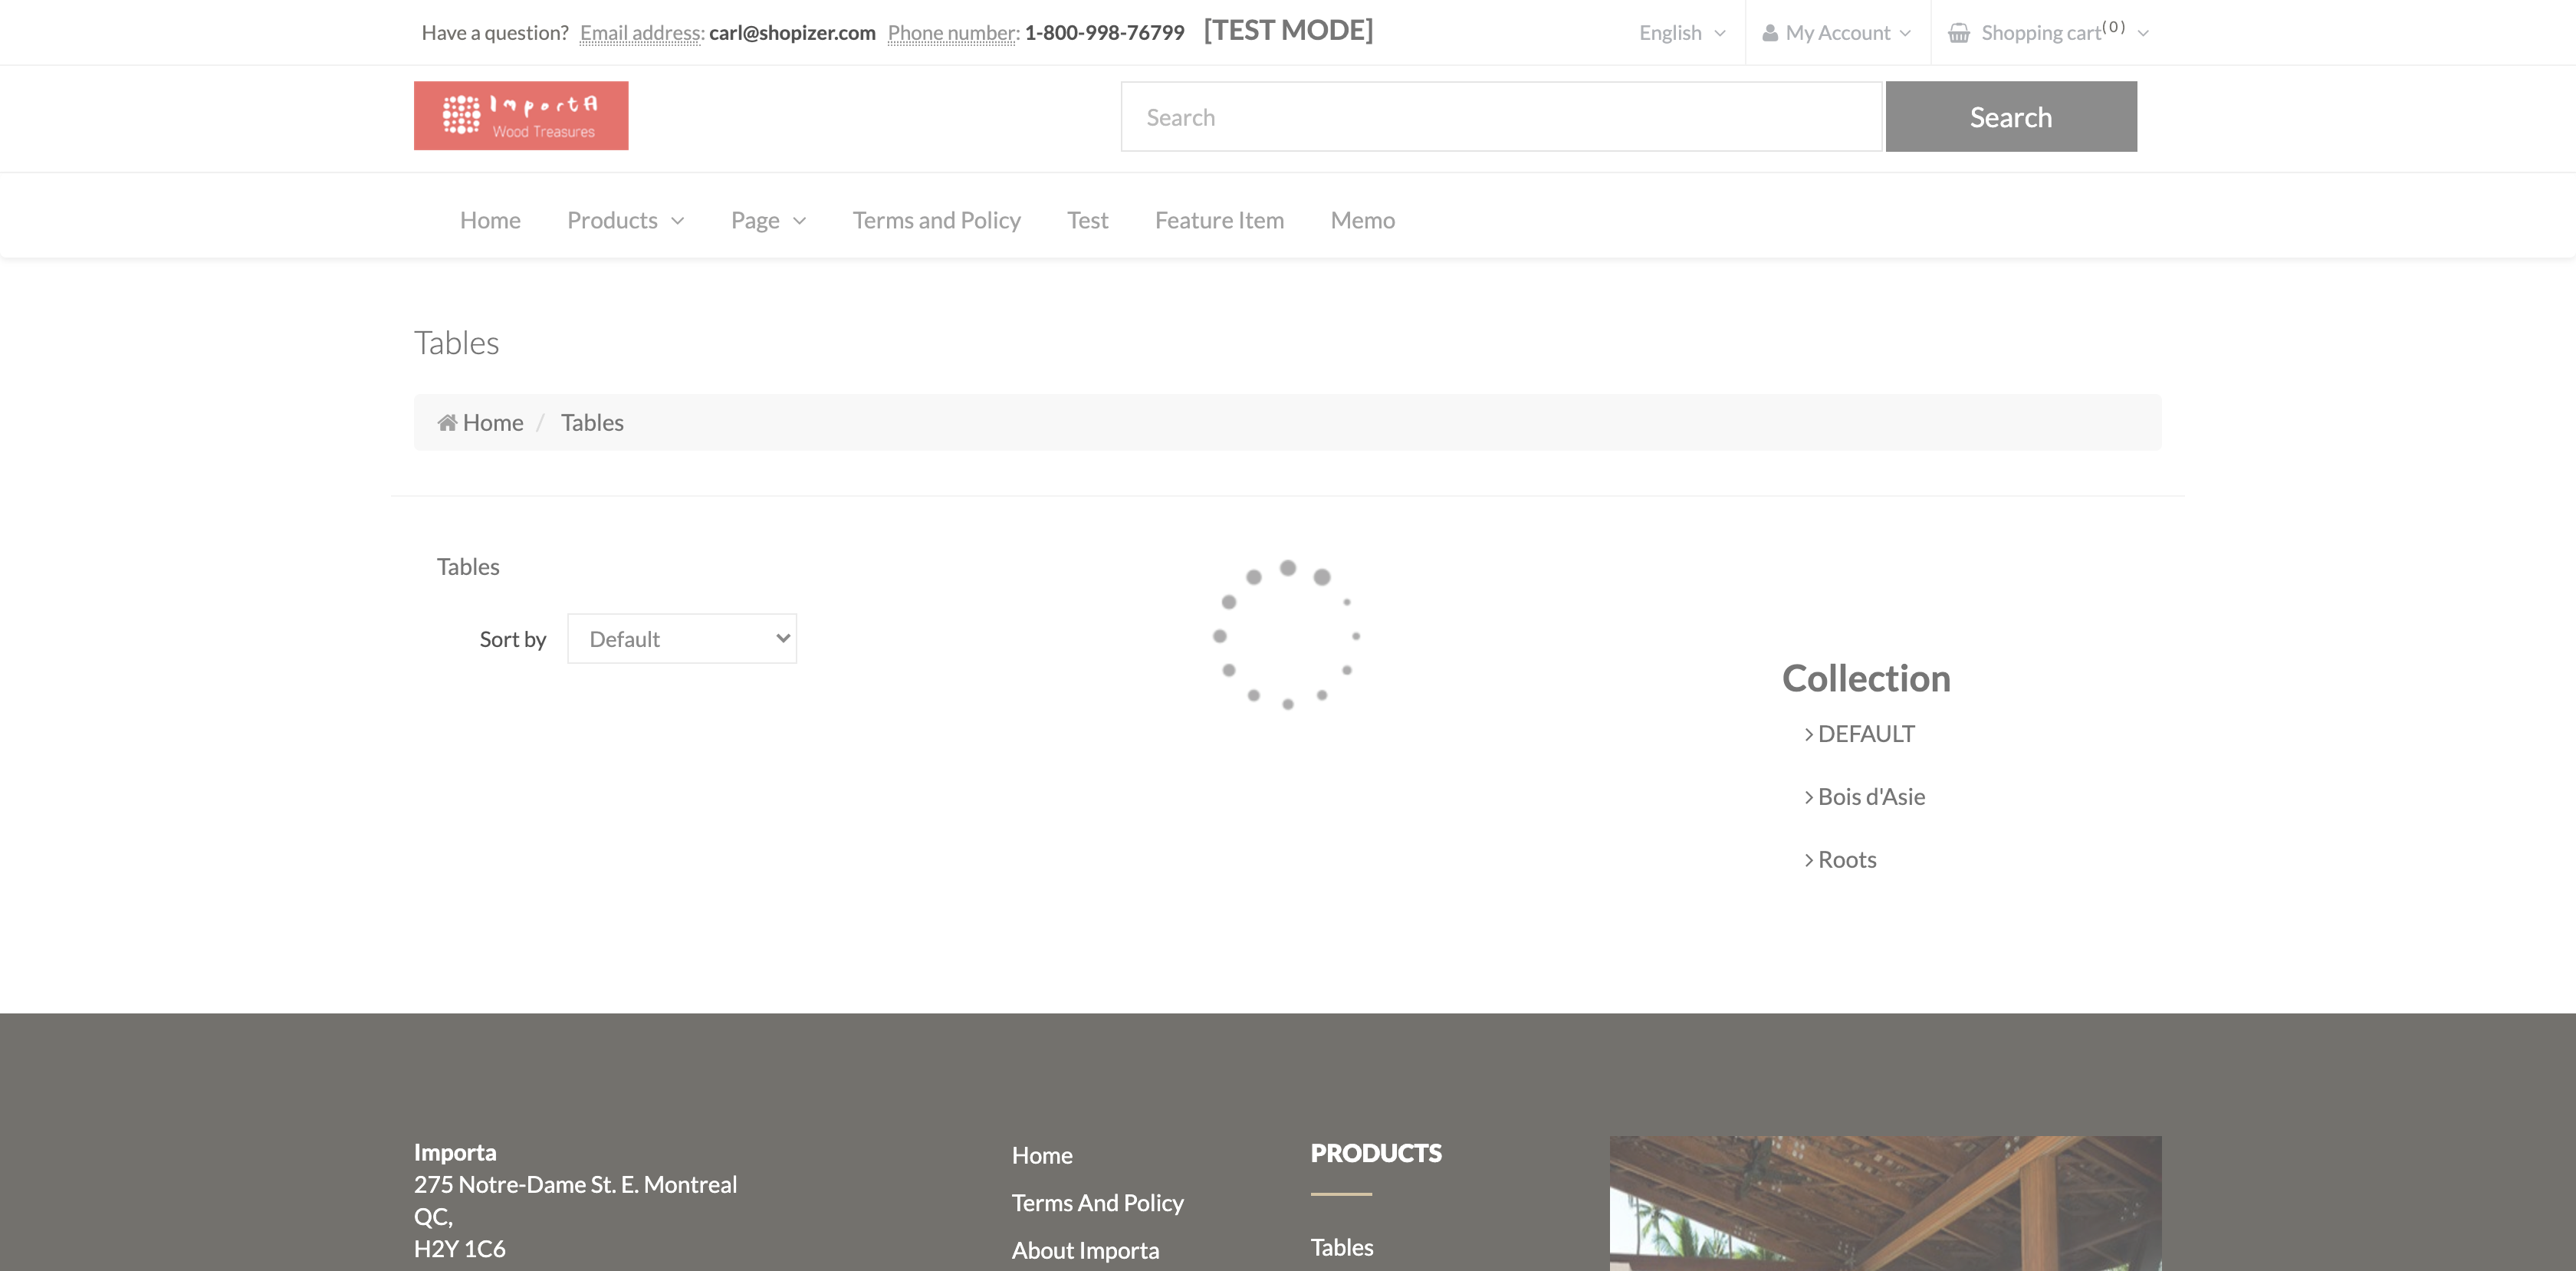 Have a question? Email address: carl@shopizer.com Phone number: 1-800-998-76799 [TEST MODE] English My Account Shopping cart(0)
ImportA
Wood Treasures
Search Search
Home Products Page Terms and Policy Test Feature Item Memo
Tables
Home / Tables
Tables
Sort by Default
Collection
DEFAULT
Bois d'Asie
Roots
Importa
275 Notre-Dame St. E. Montreal
QC,
H2Y 1C6
Home
Terms And Policy
About Importa
PRODUCTS
Tables